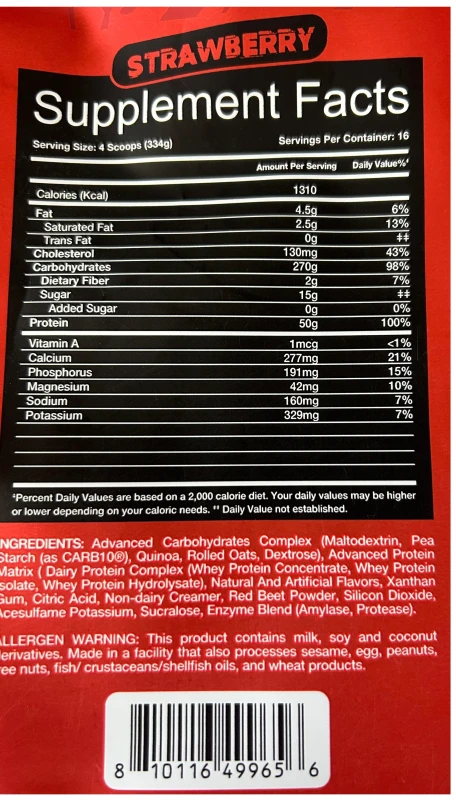 STRAWBERRY
Supplement Facts
Serving Size: 4 Scoops (334g) Servings Per Container: 16
Amount Per Serving Daily Value%‡
Calories (Kcal) 1310
Fat 4.5g 6%
Saturated Fat 2.5g 13%
Trans Fat 0g ‡‡
Cholesterol 130mg 43%
Carbohydrates 270g 98%
Dietary Fiber 2g 7%
Sugar 15g ‡‡
Added Sugar 0g 0%
Protein 50g 100%
Vitamin A 1mcg <1%
Calcium 277mg 21%
Phosphorus 191mg 15%
Magnesium 42mg 10%
Sodium 160mg 7%
Potassium 329mg 7%
‡Percent Daily Values are based on a 2,000 calorie diet. Your daily values may be higher
or lower depending on your caloric needs. ‡‡ Daily Value not established.
NGREDIENTS: Advanced Carbohydrates Complex (Maltodextrin, Pea
Starch (as CARB10®), Quinoa, Rolled Oats, Dextrose), Advanced Protein
Matrix ( Dairy Protein Complex (Whey Protein Concentrate, Whey Protein
solate, Whey Protein Hydrolysate), Natural And Artificial Flavors, Xanthan
Gum, Citric Acid, Non-dairy Creamer, Red Beet Powder, Silicon Dioxide,
Acesulfame Potassium, Sucralose, Enzyme Blend (Amylase, Protease).
ALLERGEN WARNING: This product contains milk, soy and coconut
erivatives. Made in a facility that also processes sesame, egg, peanuts,
ee nuts, fish/ crustaceans/shellfish oils, and wheat products.
8 10116 49965 6